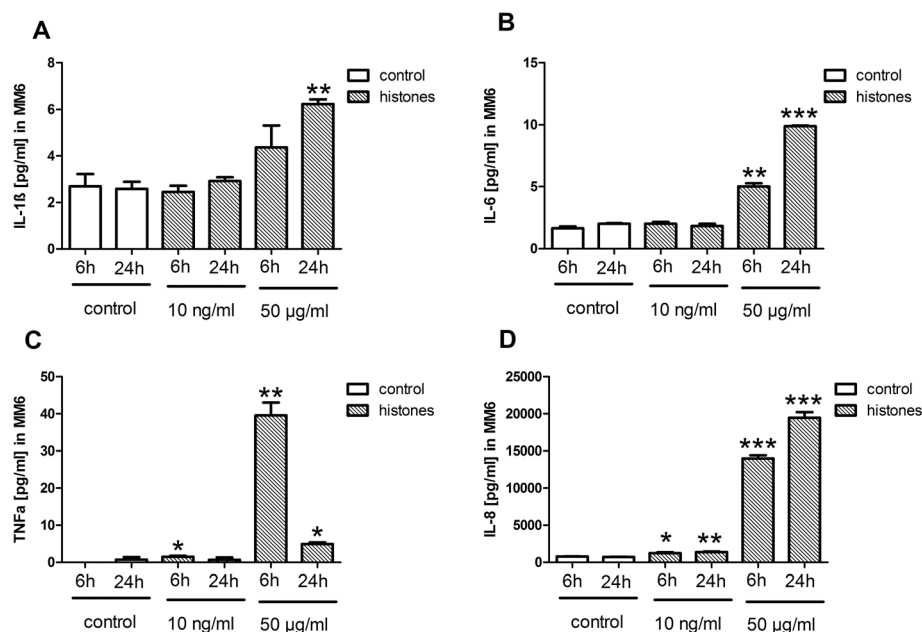 A
IL-1ß [pg/ml] in MM6
8
6
4
2
0
**
control
histones
6h 24h 6h 24h 6h 24h
control 10 ng/ml 50 µg/ml
B
IL-6 [pg/ml] in MM6
15
10
5
0
** ***
control
histones
6h 24h 6h 24h 6h 24h
control 10 ng/ml 50 µg/ml
C
TNFa [pg/ml] in MM6
50
40
30
20
10
0
* ** *
control
histones
6h 24h 6h 24h 6h 24h
control 10 ng/ml 50 µg/ml
D
IL-8 [pg/ml] in MM6
25000
20000
15000
10000
5000
0
* ** *** ***
control
histones
6h 24h 6h 24h 6h 24h
control 10 ng/ml 50 µg/ml